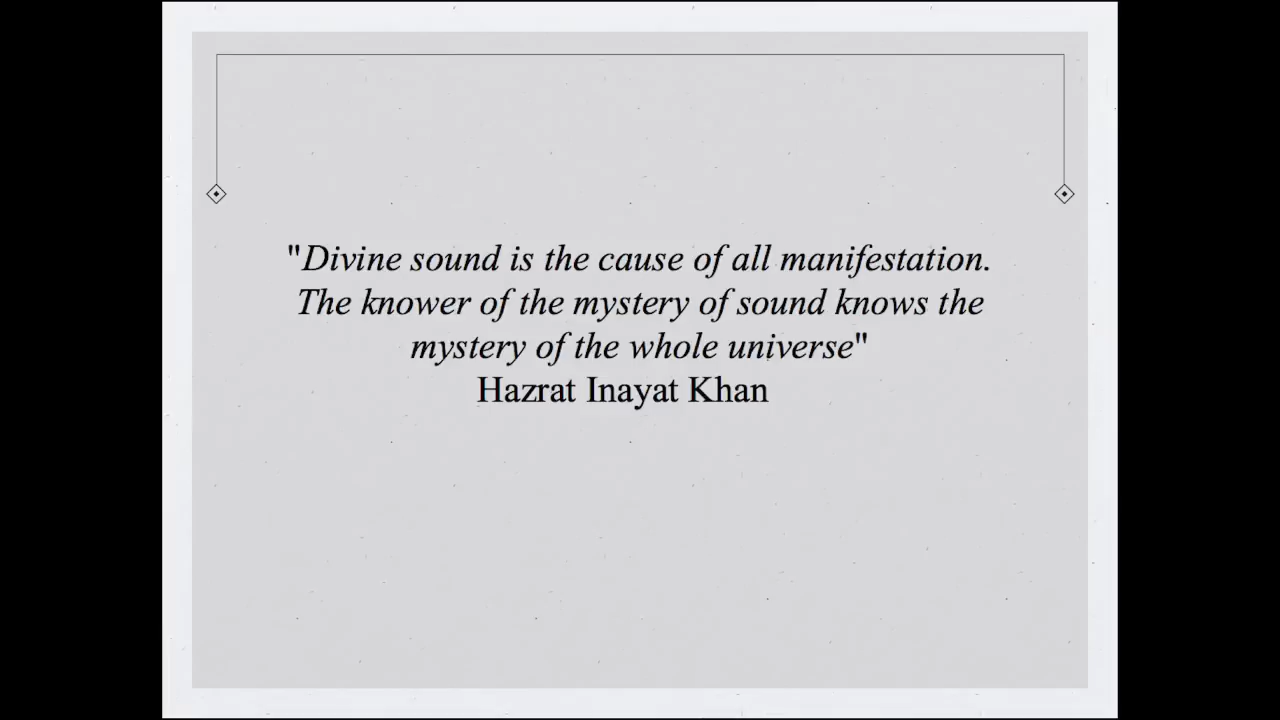 "Divine sound is the cause of all manifestation.
The knower of the mystery of sound knows the
mystery of the whole universe"
Hazrat Inayat Khan